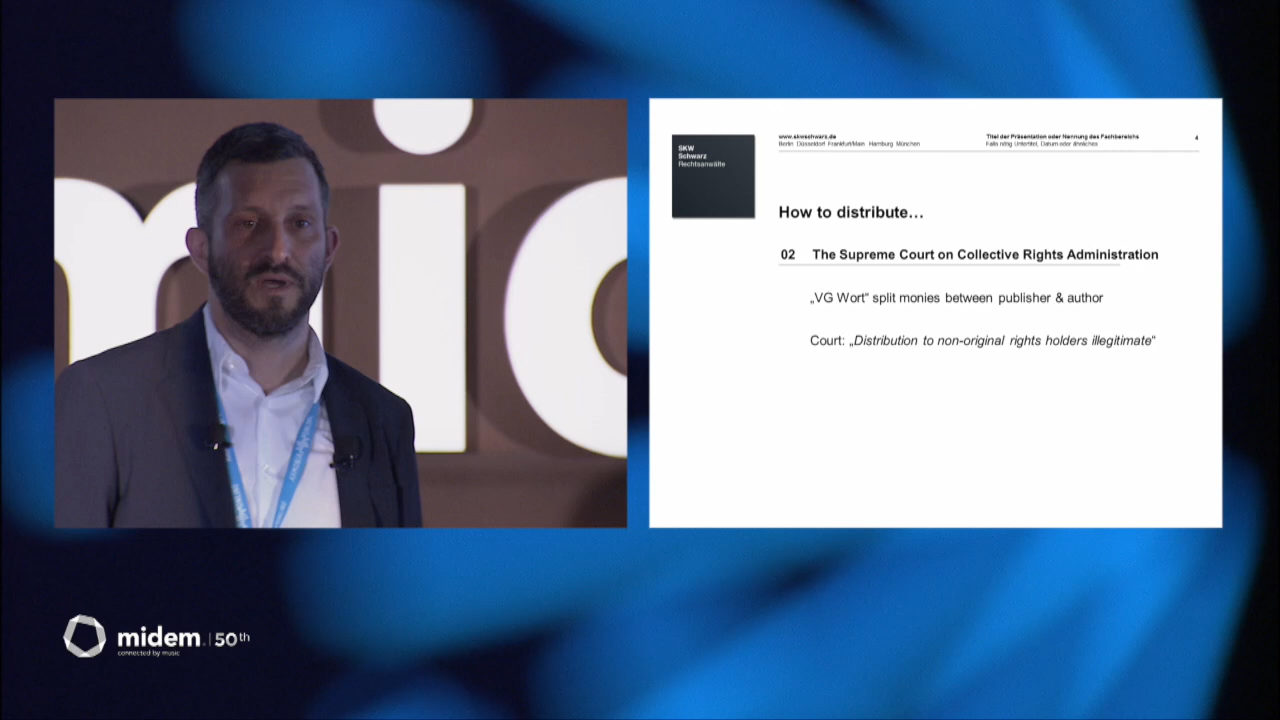 mic
SKW
Schwarz
Rechtsanwälte
www.skwschwarz.de
Berlin Düsseldorf Frankfurt/Main Hamburg München
Titel der Präsentation oder Nennung des Fachbereichs
Falls nötig Untertitel, Datum oder ähnliches
4
How to distribute…
02 The Supreme Court on Collective Rights Administration
„VG Wort“ split monies between publisher & author
Court: „Distribution to non-original rights holders illegitimate“
midem. | 50th
connected by music